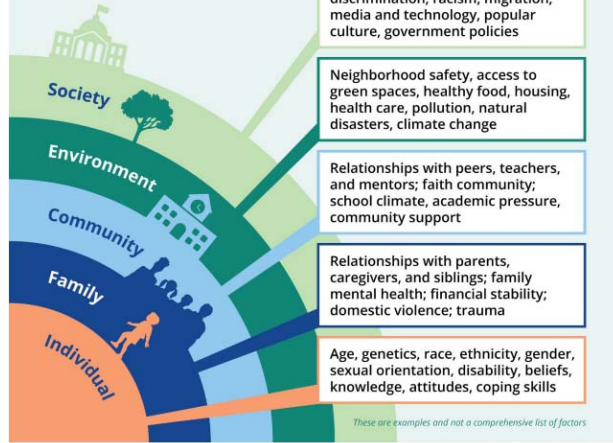 discrimination, racism, migration,
media and technology, popular
culture, government policies
Society
Neighborhood safety, access to
green spaces, healthy food, housing,
health care, pollution, natural
disasters, climate change
Environment
Relationships with peers, teachers,
and mentors; faith community;
school climate, academic pressure,
community support
Community
Relationships with parents,
caregivers, and siblings; family
mental health; financial stability;
domestic violence; trauma
Family
Age, genetics, race, ethnicity, gender,
sexual orientation, disability, beliefs,
knowledge, attitudes, coping skills
Individual
These are examples and not a comprehensive list of factors